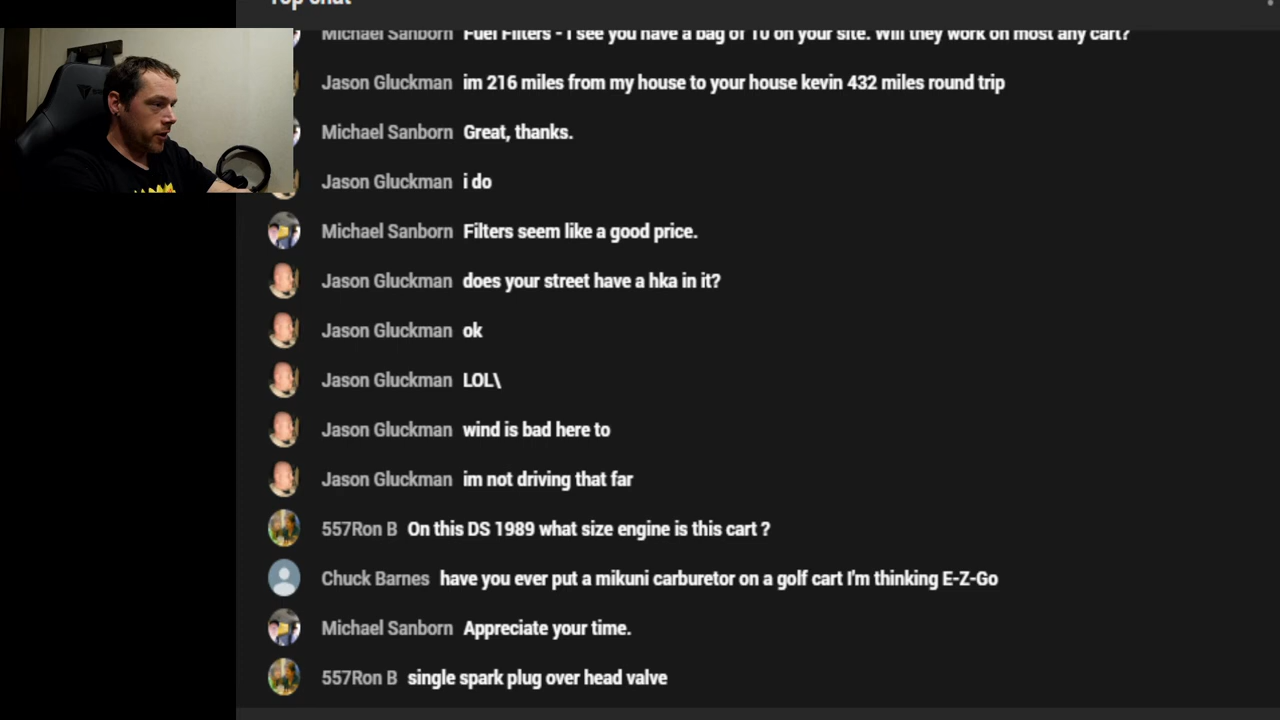 Top chat
Michael Sanborn Fuel Filters - I see you have a bag of 10 on your site. Will they work on most any cart?
Jason Gluckman im 216 miles from my house to your house kevin 432 miles round trip
Michael Sanborn Great, thanks.
Jason Gluckman i do
Michael Sanborn Filters seem like a good price.
Jason Gluckman does your street have a hka in it?
Jason Gluckman ok
Jason Gluckman LOL\
Jason Gluckman wind is bad here to
Jason Gluckman im not driving that far
557Ron B On this DS 1989 what size engine is this cart ?
Chuck Barnes have you ever put a mikuni carburetor on a golf cart I'm thinking E-Z-Go
Michael Sanborn Appreciate your time.
557Ron B single spark plug over head valve